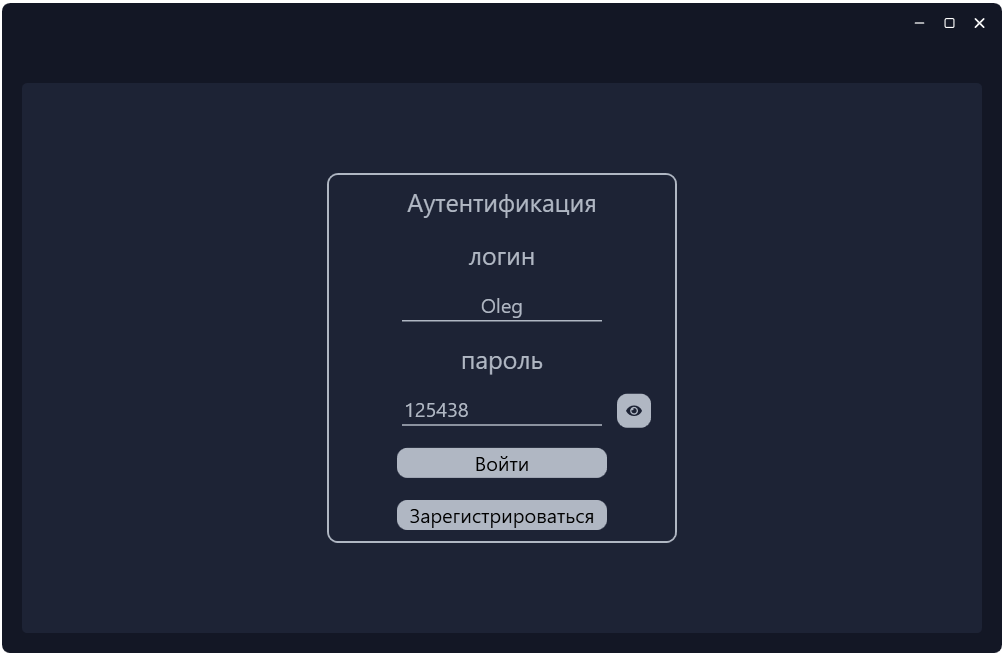 Аутентификация
логин
Oleg
пароль
125438
Войти
Зарегистрироваться